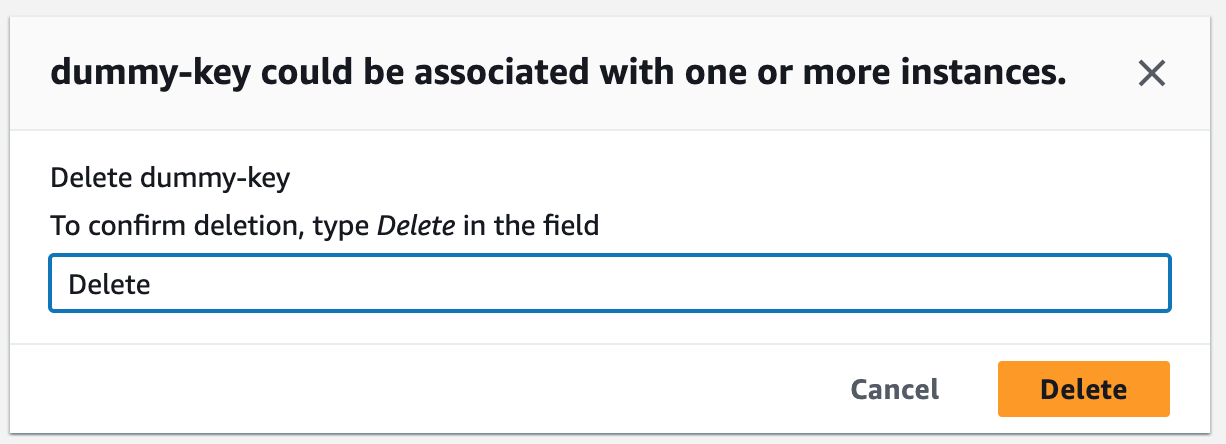 dummy-key could be associated with one or more instances.
Delete dummy-key
To confirm deletion, type Delete in the field
Delete
Cancel
Delete